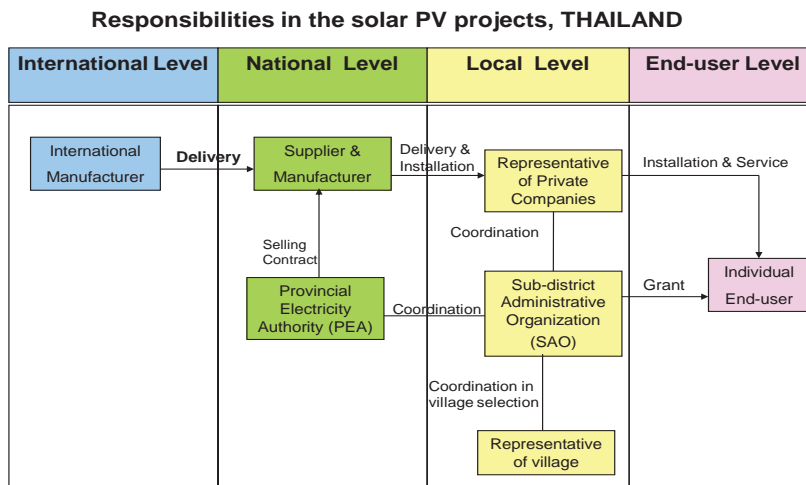 Responsibilities in the solar PV projects, THAILAND
International Level
National Level
Local Level
End-user Level
International
Manufacturer
Delivery
Supplier &
Manufacturer
Delivery &
Installation
Representative
of Private
Companies
Installation & Service
Selling
Contract
Coordination
Provincial
Electricity
Authority (PEA)
Coordination
Sub-district
Administrative
Organization
(SAO)
Grant
Individual
End-user
Coordination in
village selection
Representative
of village